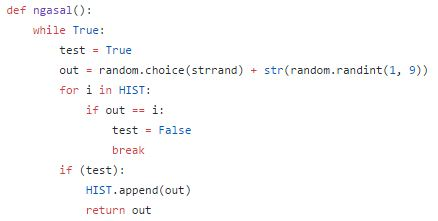 def ngasal():
    while True:
        test = True
        out = random.choice(strrand) + str(random.randint(1, 9))
        for i in HIST:
            if out == i:
                test = False
                break
        if (test):
            HIST.append(out)
            return out